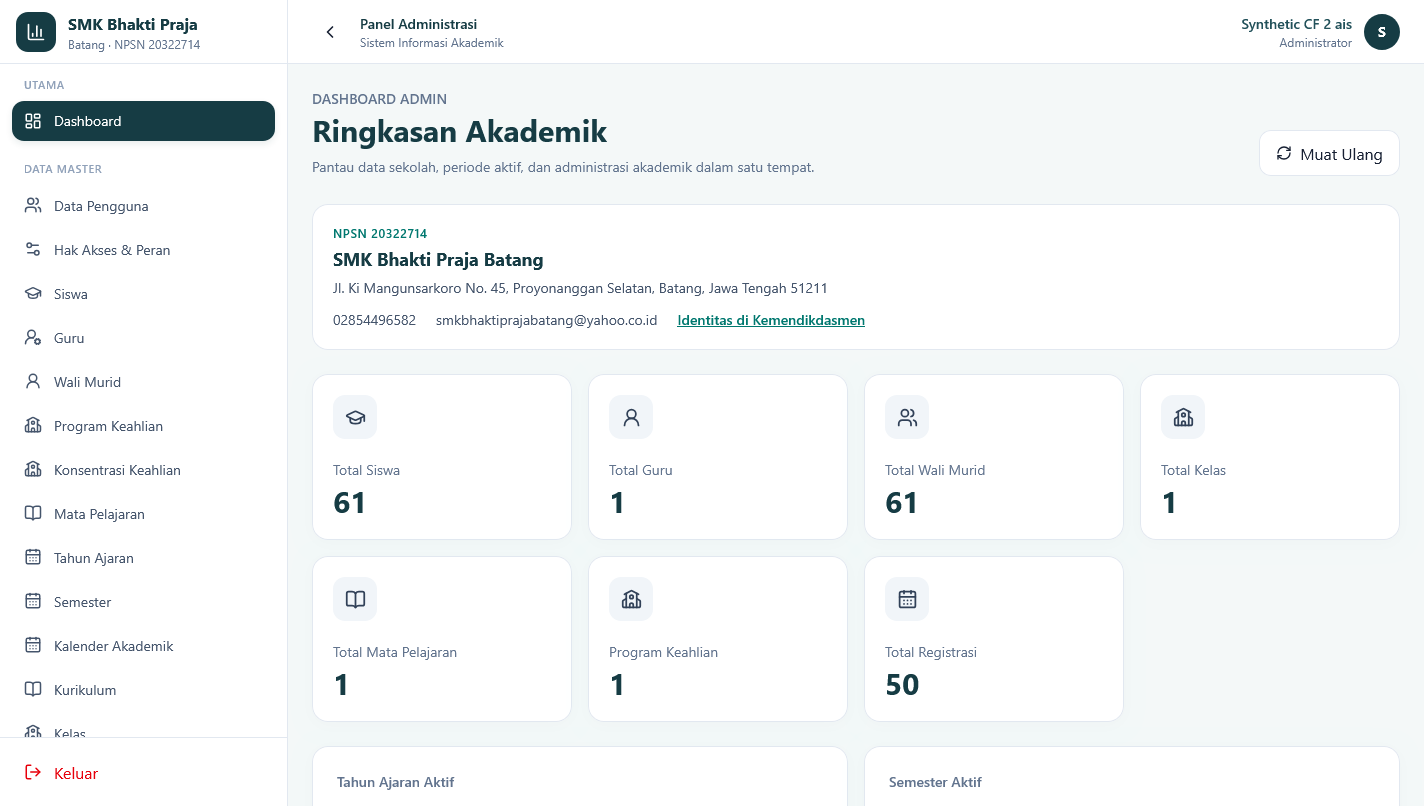 SMK Bhakti Praja
Batang · NPSN 20322714
UTAMA
Dashboard
DATA MASTER
Data Pengguna
Hak Akses & Peran
Siswa
Guru
Wali Murid
Program Keahlian
Konsentrasi Keahlian
Mata Pelajaran
Tahun Ajaran
Semester
Kalender Akademik
Kurikulum
Kelas
Keluar
Panel Administrasi
Sistem Informasi Akademik
Synthetic CF 2 ais
Administrator
S
DASHBOARD ADMIN
Ringkasan Akademik
Pantau data sekolah, periode aktif, dan administrasi akademik dalam satu tempat.
Muat Ulang
NPSN 20322714
SMK Bhakti Praja Batang
Jl. Ki Mangunsarkoro No. 45, Proyonanggan Selatan, Batang, Jawa Tengah 51211
02854496582 smkbhaktiprajabatang@yahoo.co.id Identitas di Kemendikdasmen
Total Siswa
61
Total Guru
1
Total Wali Murid
61
Total Kelas
1
Total Mata Pelajaran
1
Program Keahlian
1
Total Registrasi
50
Tahun Ajaran Aktif
Semester Aktif